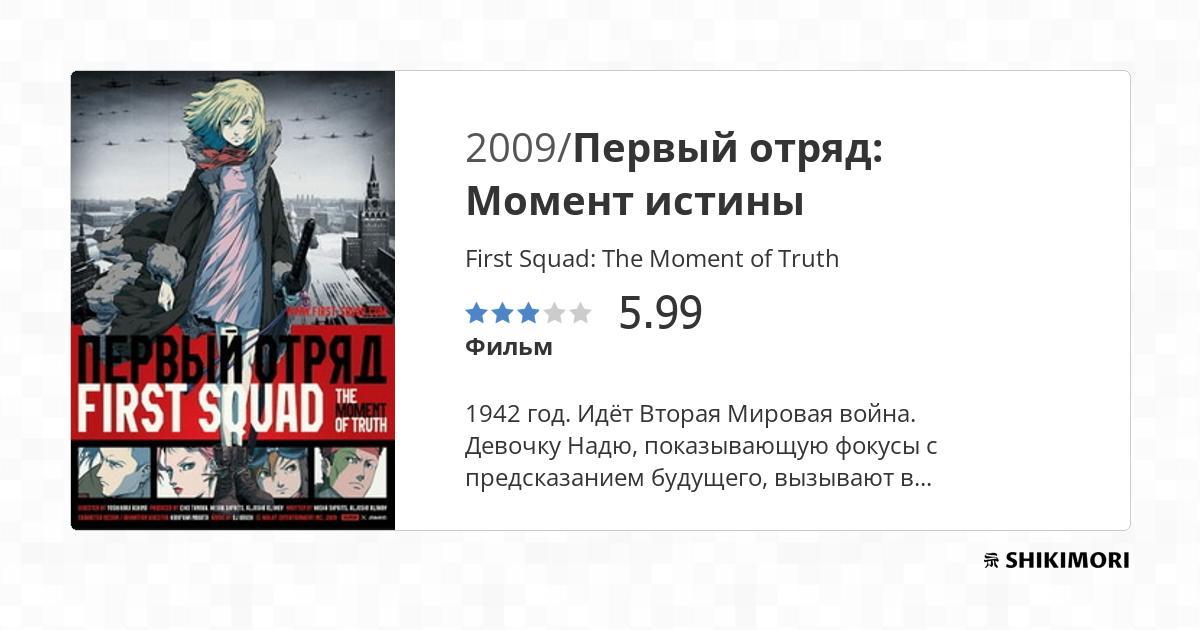 2009/Первый отряд:
Момент истины
First Squad: The Moment of Truth
5.99
Фильм
1942 год. Идёт Вторая Мировая война.
Девочку Надю, показывающую фокусы с
предсказанием будущего, вызывают в...
WWW.FIRST-SQUAD.COM
ПЕРВЫЙ ОТРЯД
FIRST SQUAD THE MOMENT OF TRUTH
SHIKIMORI